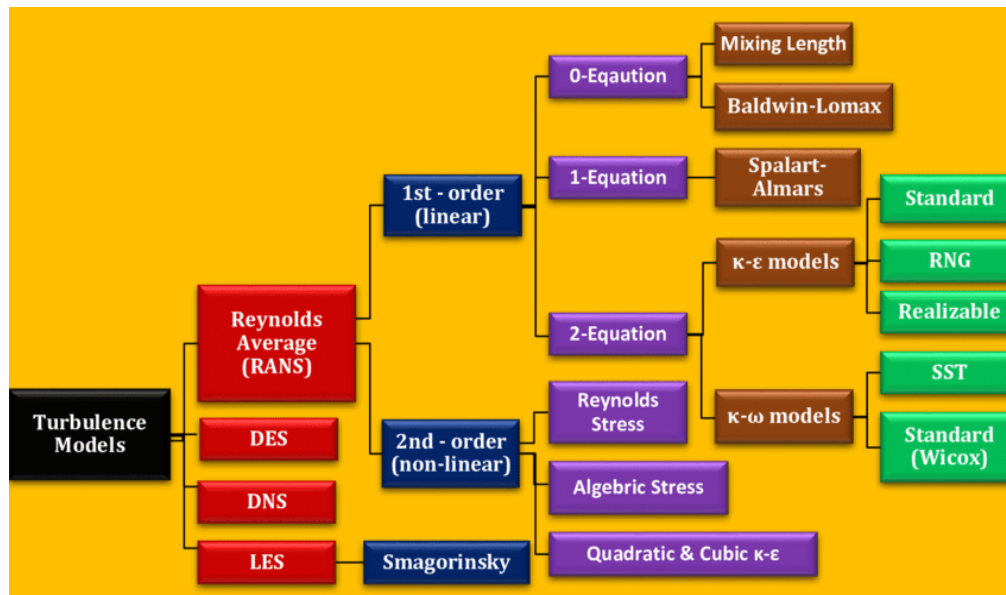 Mixing Length
0-Eqaution
Baldwin-Lomax
1-Equation
Spalart-
Almars
1st - order
(linear)
Standard
κ-ε models
RNG
Realizable
Reynolds
Average
(RANS)
2-Equation
SST
Reynolds
Stress
κ-ω models
Turbulence
Models
DES
2nd - order
(non-linear)
Standard
(Wicox)
DNS
Algebric Stress
LES
Smagorinsky
Quadratic & Cubic κ-ε